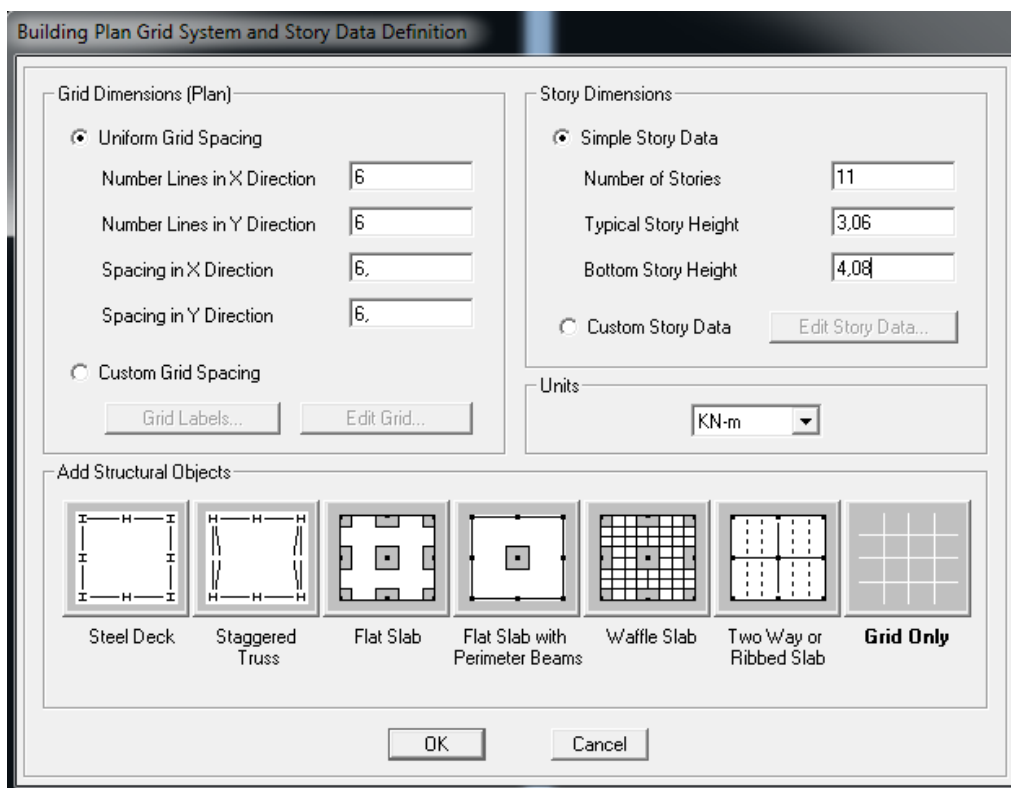 Building Plan Grid System and Story Data Definition
Grid Dimensions (Plan)
Uniform Grid Spacing
Number Lines in X Direction 6
Number Lines in Y Direction 6
Spacing in X Direction 6,
Spacing in Y Direction 6,
Custom Grid Spacing
Grid Labels... Edit Grid...
Story Dimensions
Simple Story Data
Number of Stories 11
Typical Story Height 3,06
Bottom Story Height 4,08
Custom Story Data Edit Story Data...
Units
KN-m
Add Structural Objects
Steel Deck
Staggered
Truss
Flat Slab
Flat Slab with
Perimeter Beams
Waffle Slab
Two Way or
Ribbed Slab
Grid Only
OK Cancel